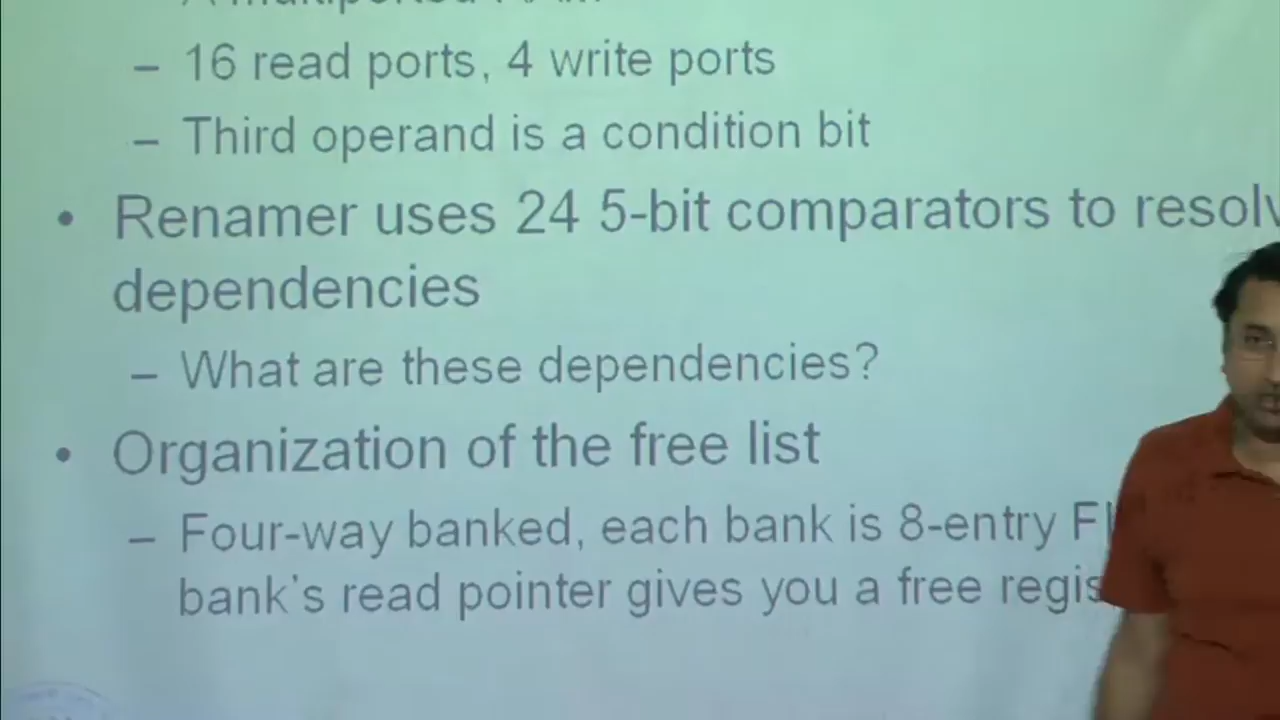 – 16 read ports, 4 write ports
– Third operand is a condition bit
• Renamer uses 24 5-bit comparators to
dependencies
– What are these dependencies?
• Organization of the free list
– Four-way banked, each bank is 8-entry
bank's read pointer gives you a free